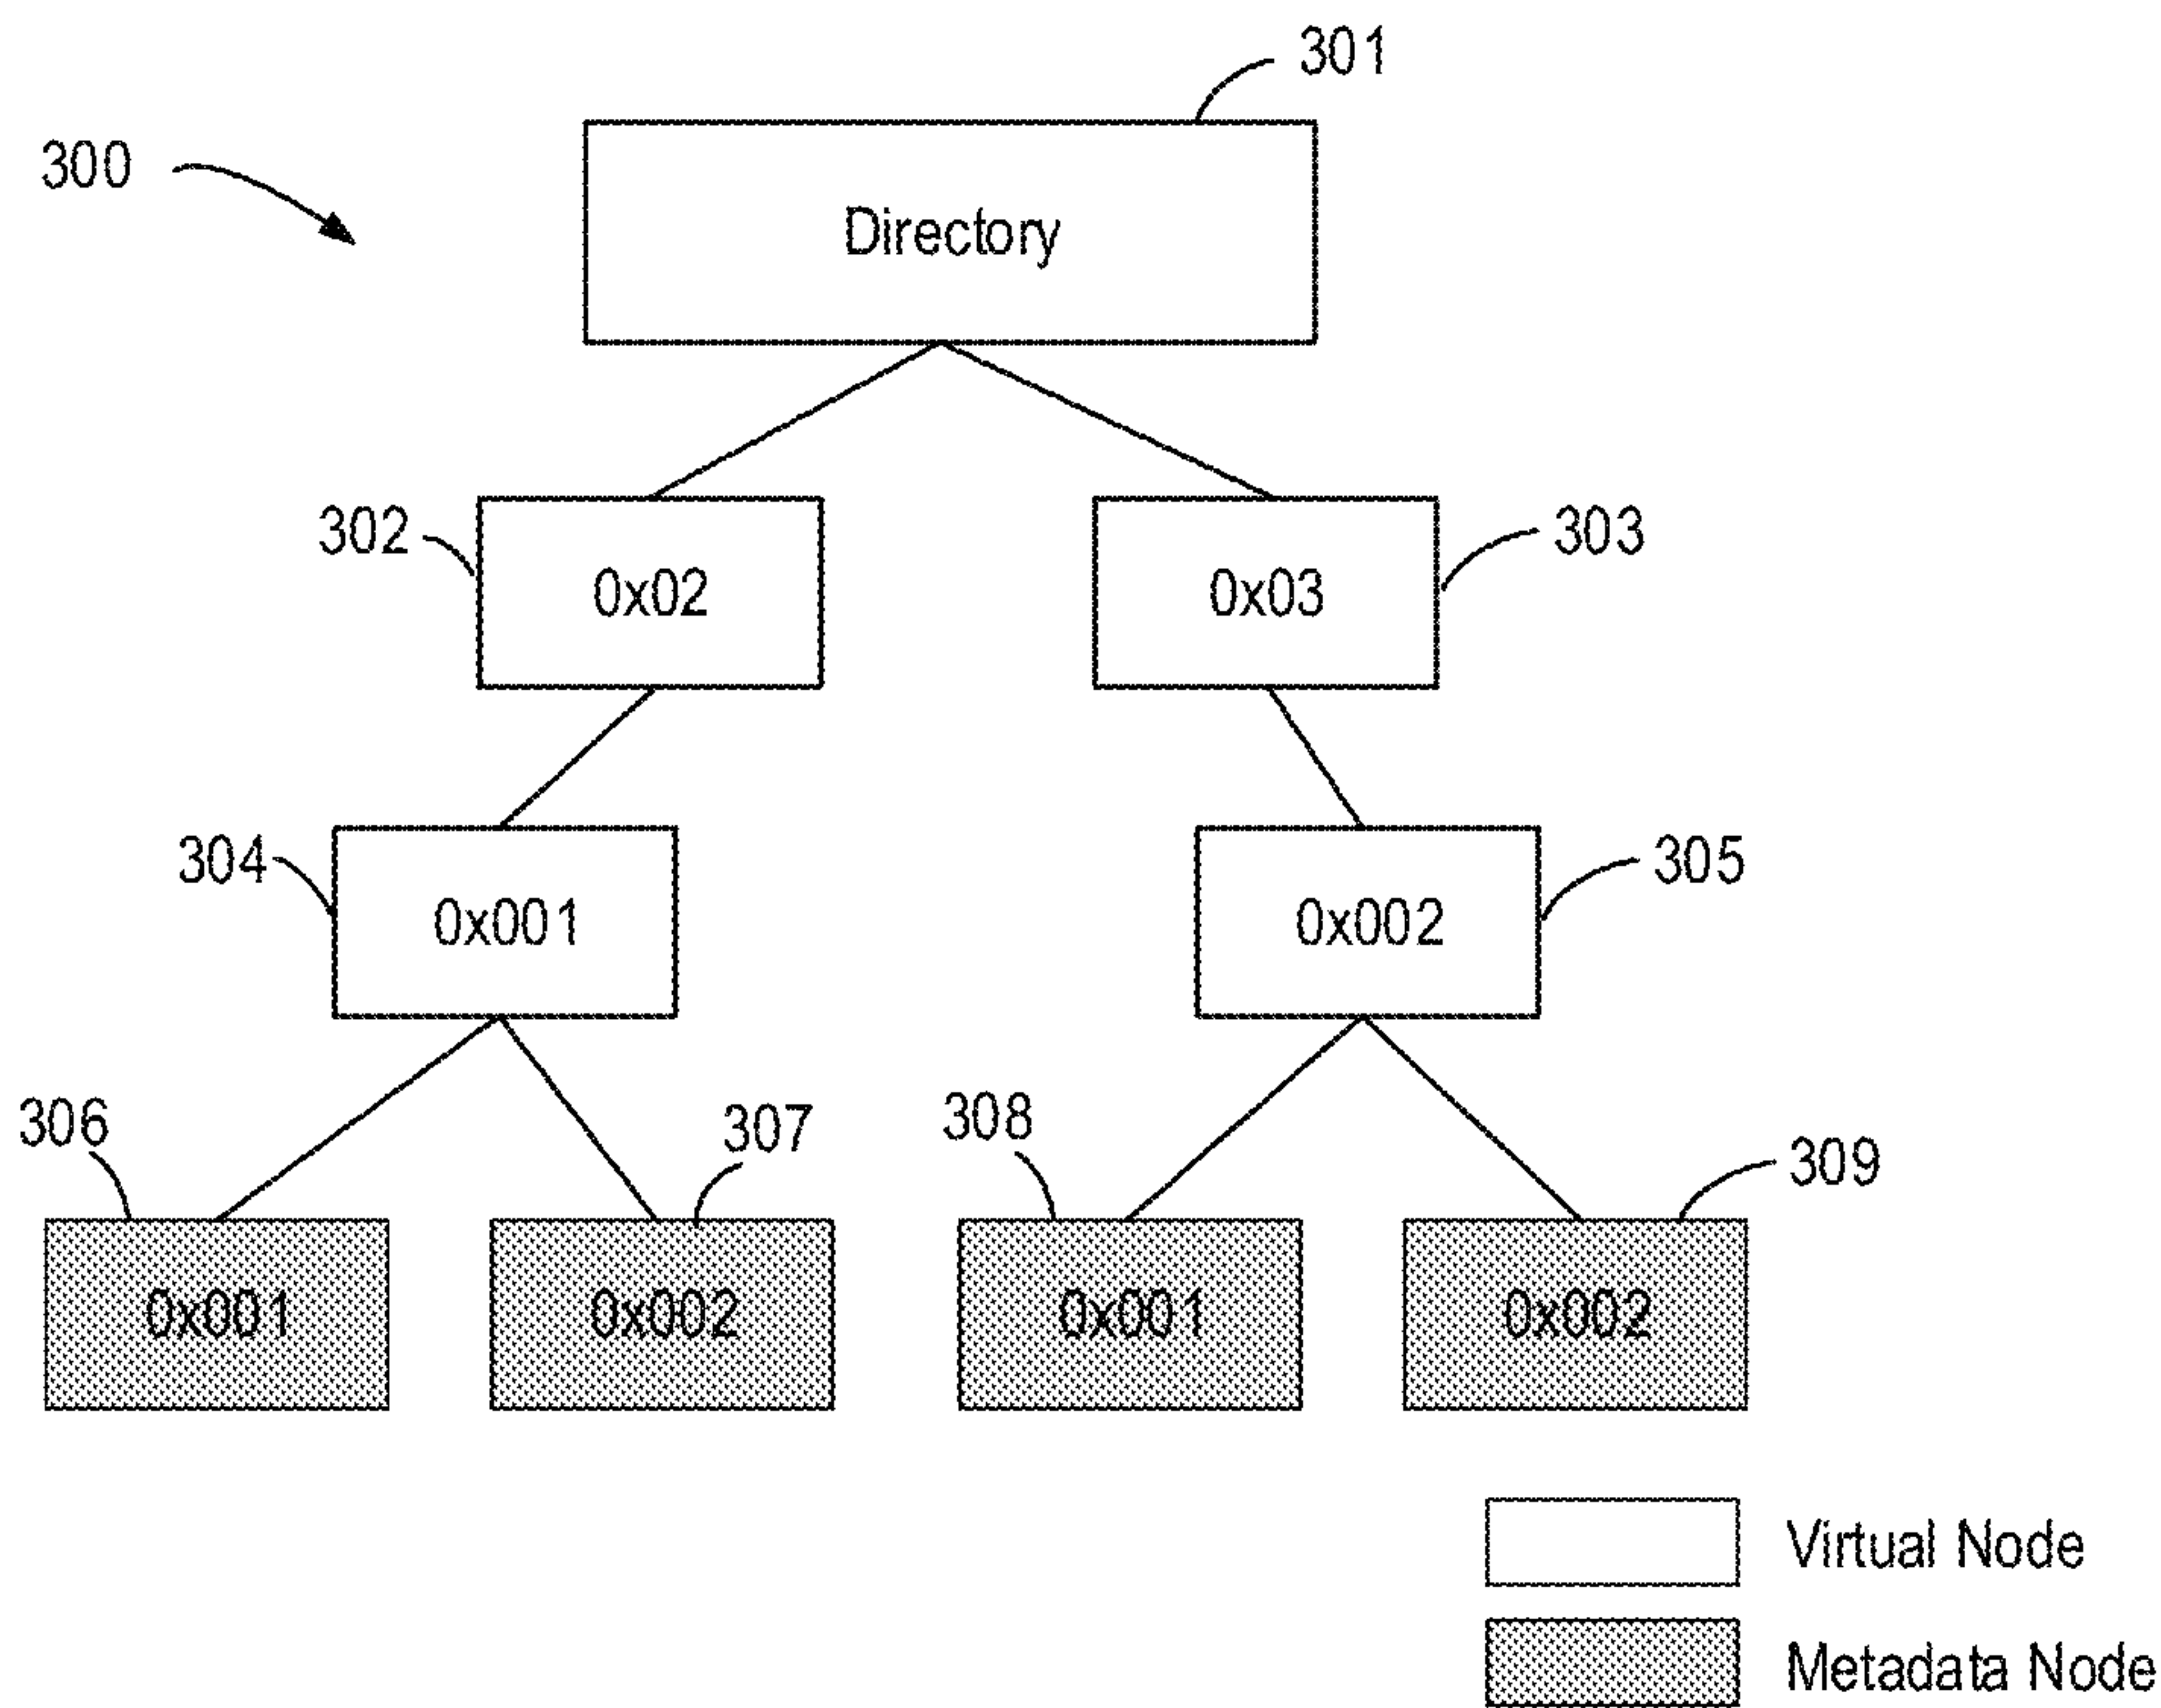 301
300
Directory
302
303
0x02
0x03
304
305
0x001
0x002
306
307
308
309
0x001
0x002
0x001
0x002
Virtual Node
Metadata Node